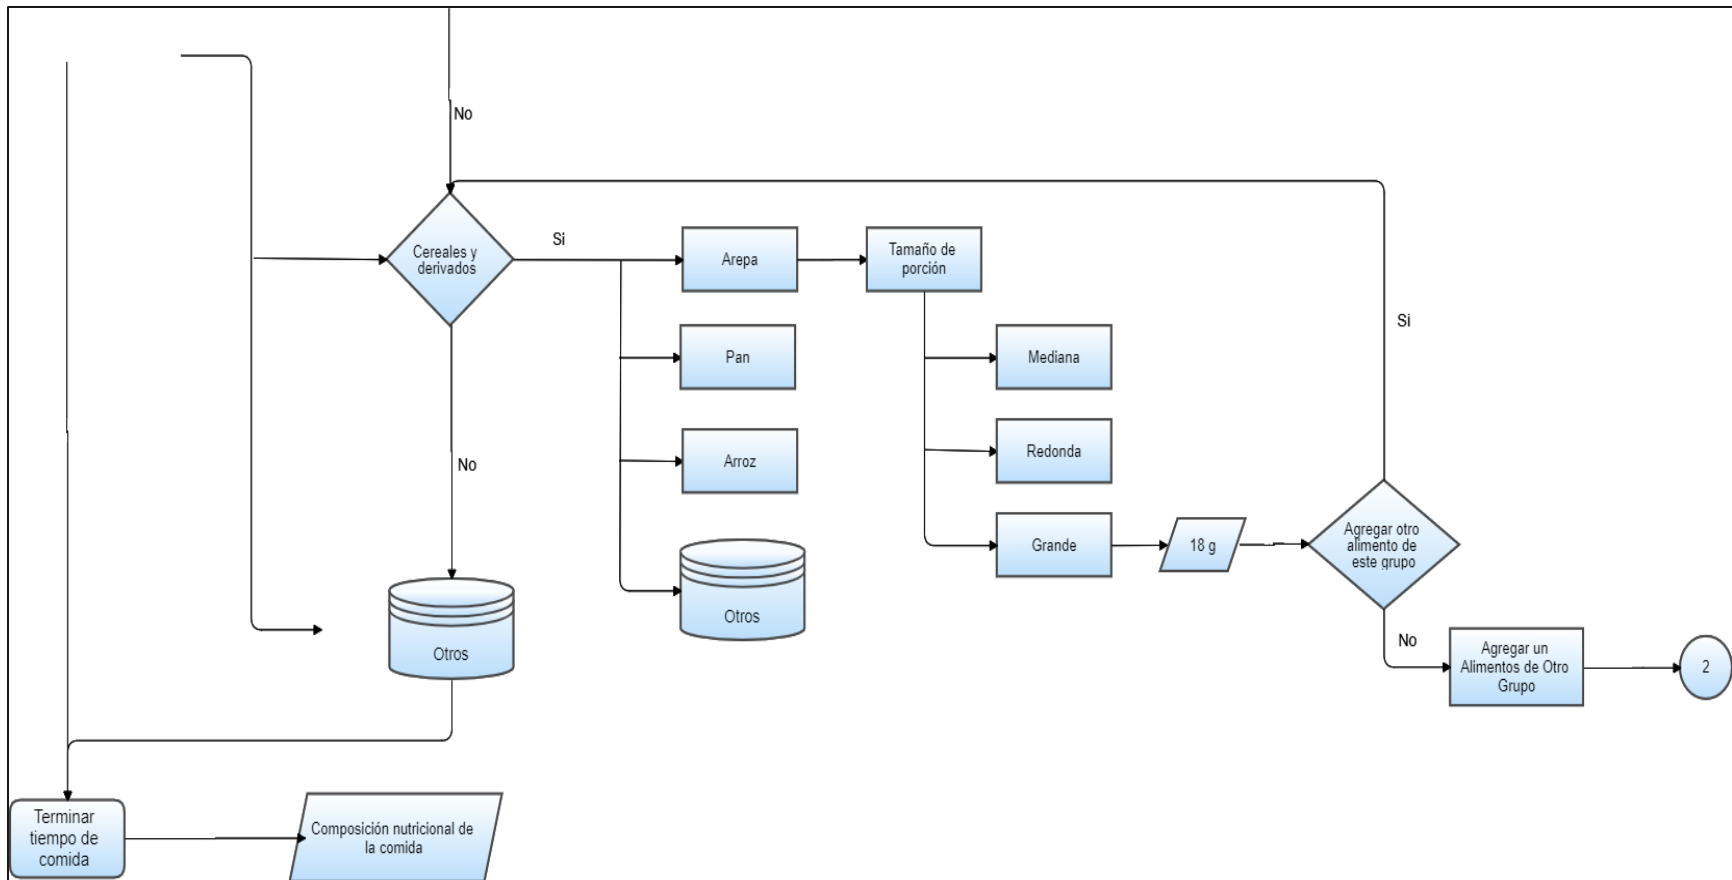 No
Cereales y
derivados
Si
Arepa
Tamaño de
porción
Pan
Mediana
Si
Arroz
Redonda
No
Otros
Grande
18 g
Agregar otro
alimento de
este grupo
Otros
No
Agregar un
Alimentos de Otro
Grupo
2
Terminar
tiempo de
comida
Composición nutricional de
la comida